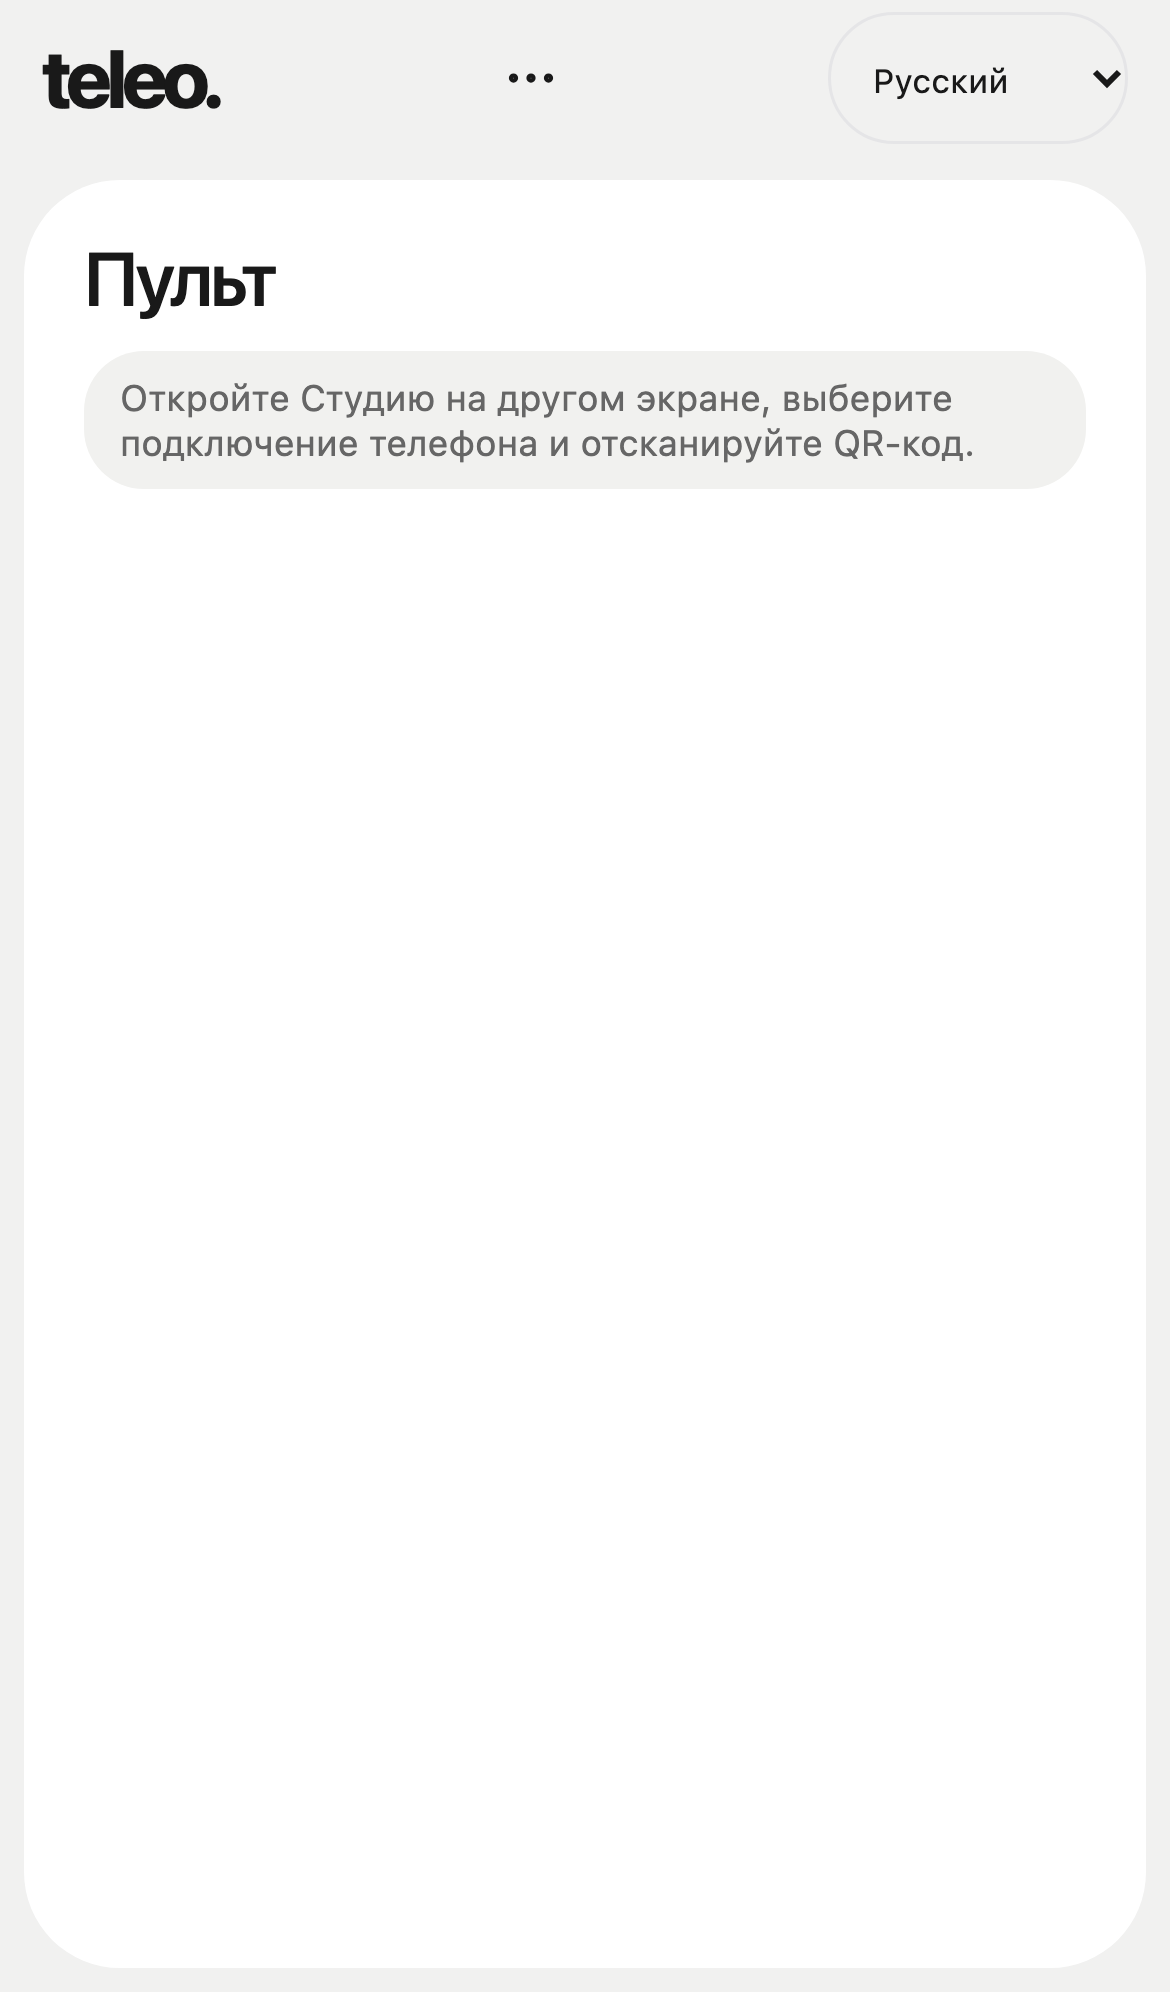 teleo.
Русский
Пульт
Откройте Студию на другом экране, выберите
подключение телефона и отсканируйте QR-код.